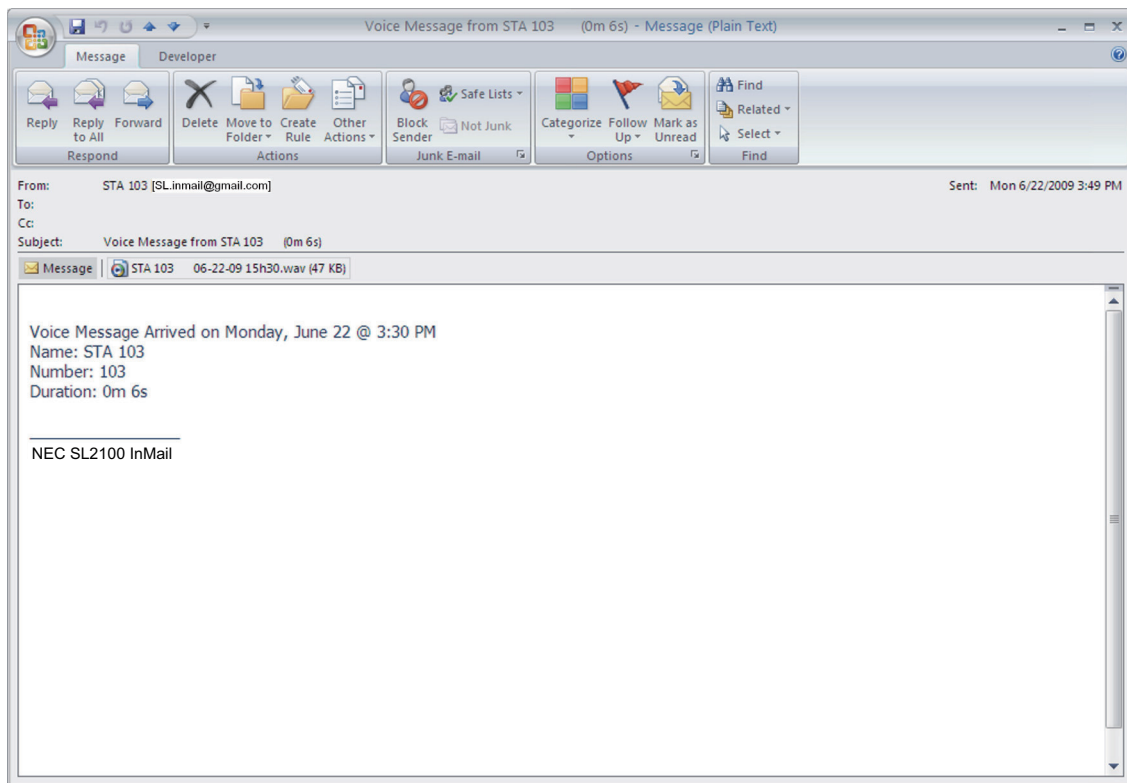 Voice Message from STA 103 (0m 6s) - Message (Plain Text)
Message Developer
Reply Reply to All Forward
Respond
Delete Move to Folder Create Rule Other Actions
Actions
Block Sender Safe Lists Not Junk
Junk E-mail
Categorize Follow Up Mark as Unread
Options
Find
Related
Select
Find
From: STA 103 [SL.inmail@gmail.com] Sent: Mon 6/22/2009 3:49 PM
To:
Cc:
Subject: Voice Message from STA 103 (0m 6s)
Message STA 103 06-22-09 15h30.wav (47 KB)
Voice Message Arrived on Monday, June 22 @ 3:30 PM
Name: STA 103
Number: 103
Duration: 0m 6s
NEC SL2100 InMail